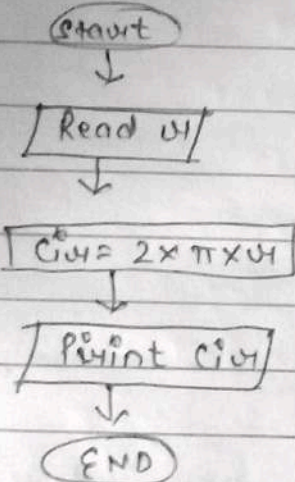 Start
Read r
Cir = 2 × π × r
Print Cir
END